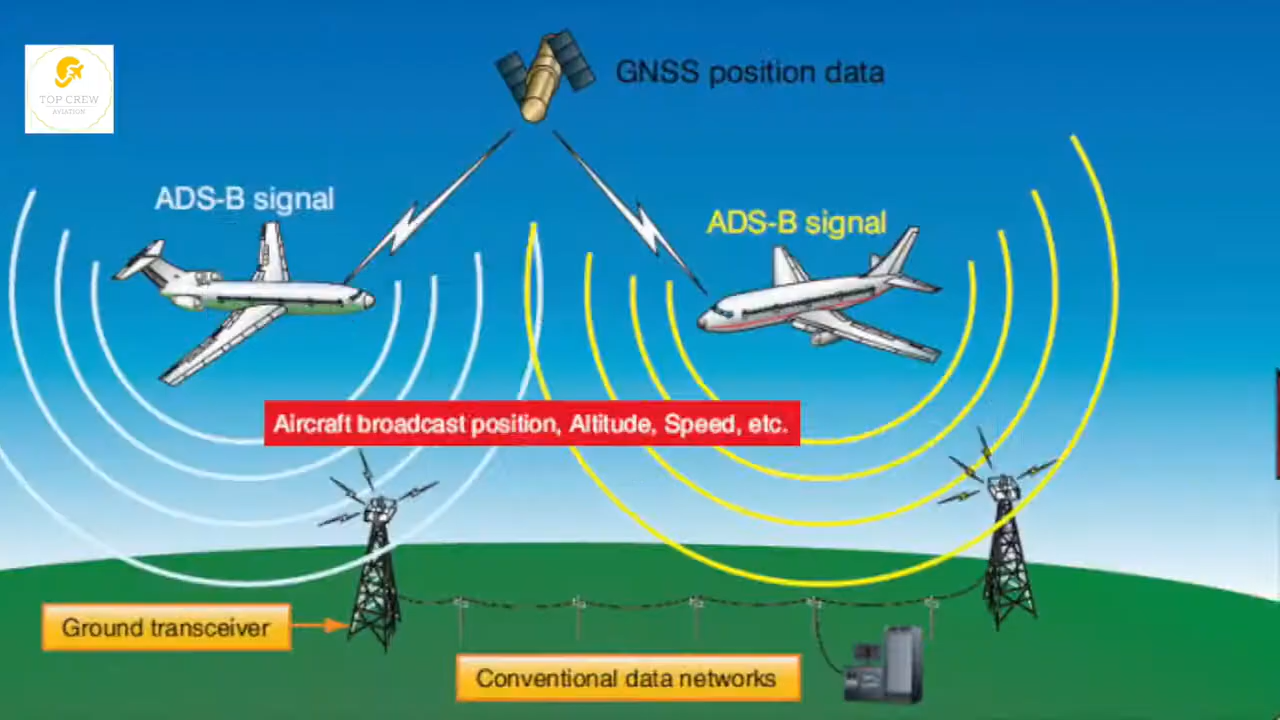 TOP CREW
AVIATION
GNSS position data
ADS-B signal
ADS-B signal
Aircraft broadcast position, Altitude, Speed, etc.
Ground transceiver
Conventional data networks